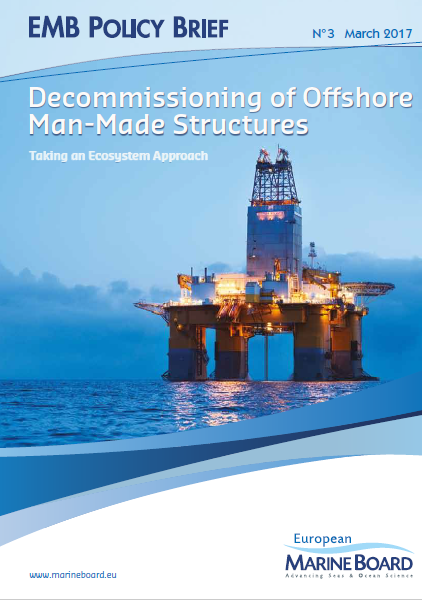 EMB POLICY BRIEF
N°3 March 2017
Decommissioning of Offshore
Man-Made Structures
Taking an Ecosystem Approach
European
MARINE BOARD
Advancing Seas & Ocean Science
www.marineboard.eu